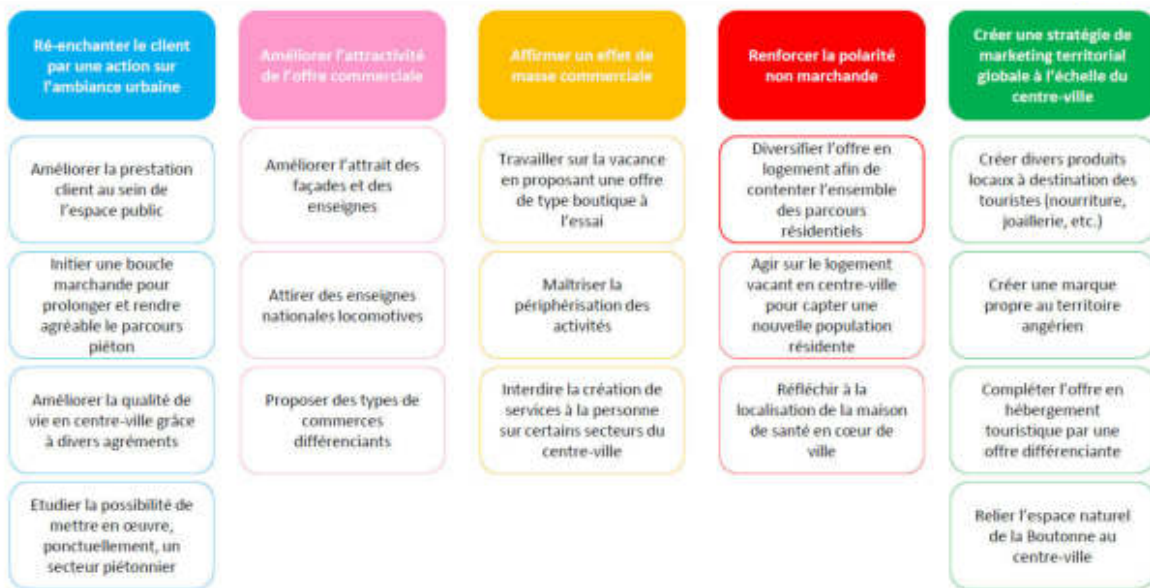 Ré-enchanter le client
par une action sur
l'ambiance urbaine
Améliorer la prestation
client au sein de
l'espace public
Initier une boucle
marchande pour
prolonger et rendre
agréable le parcours
piéton
Améliorer la qualité de
vie en centre-ville grâce
à divers agréments
Etudier la possibilité de
mettre en œuvre,
ponctuellement, un
secteur piétonnier
Améliorer l'attractivité
de l'offre commerciale
Améliorer l'attrait des
façades et des
enseignes
Attirer des enseignes
nationales locomotives
Proposer des types de
commerces
différenciants
Affirmer un effet de
masse commerciale
Travailler sur la vacance
en proposant une offre
de type boutique à
l'essai
Maîtriser la
périphérisation des
activités
Interdire la création de
services à la personne
sur certains secteurs du
centre-ville
Renforcer la polarité
non marchande
Diversifier l'offre en
logement afin de
contenter l'ensemble
des parcours
résidentiels
Agir sur le logement
vacant en centre-ville
pour capter une
nouvelle population
résidente
Réfléchir à la
localisation de la maison
de santé en cœur de
ville
Créer une stratégie de
marketing territorial
globale à l'échelle du
centre-ville
Créer divers produits
locaux à destination des
touristes (nourriture,
joaillerie, etc.)
Créer une marque
propre au territoire
angérien
Compléter l'offre en
hébergement
touristique par une
offre différenciante
Relier l'espace naturel
de la Boutonne au
centre-ville